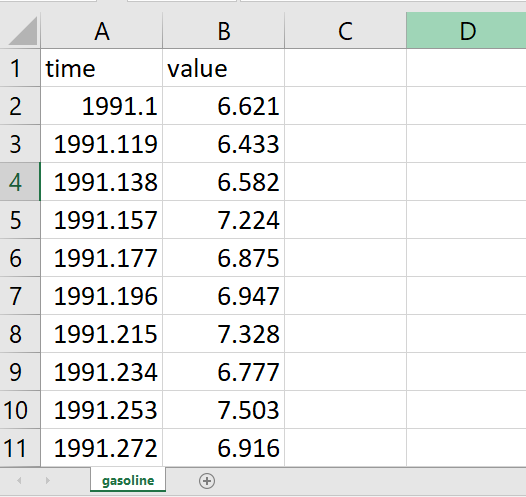 A B C D
1 time value
2 1991.1 6.621
3 1991.119 6.433
4 1991.138 6.582
5 1991.157 7.224
6 1991.177 6.875
7 1991.196 6.947
8 1991.215 7.328
9 1991.234 6.777
10 1991.253 7.503
11 1991.272 6.916
gasoline